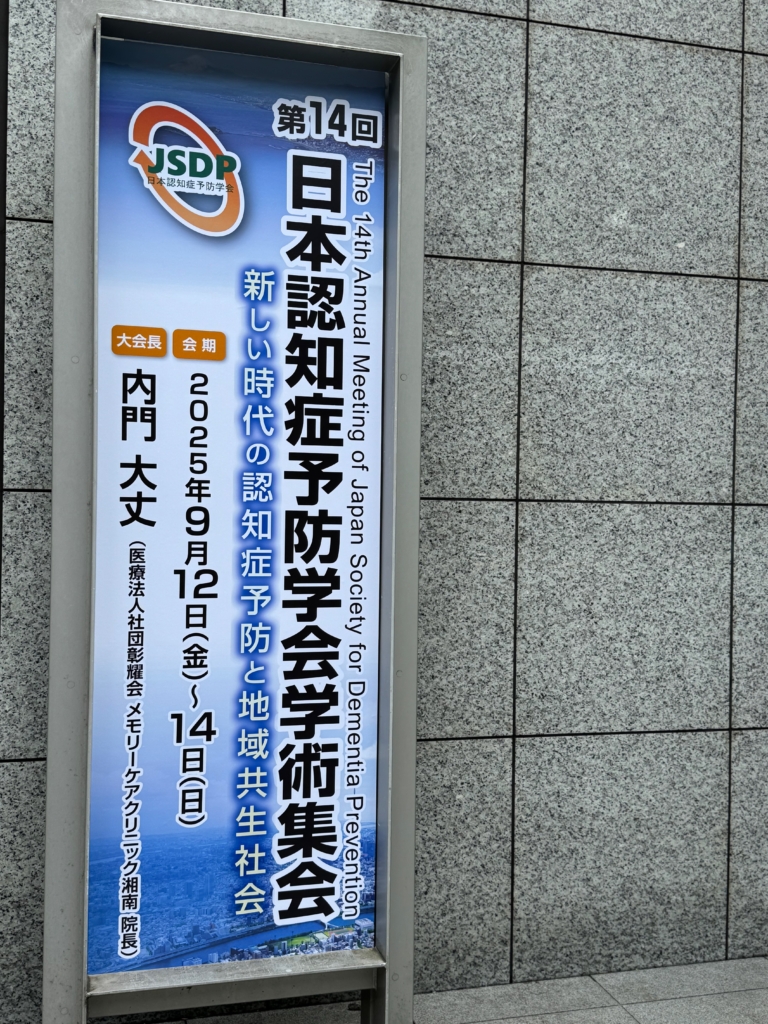 第14回
日本認知症予防学会学術集会
The 14th Annual Meeting of Japan Society for Dementia Prevention
新しい時代の認知症予防と地域共生社会
JSDP
日本認知症予防学会
会期
2025年9月12日(金)～14日(日)
大会長
内門 大丈
(医療法人社団彰耀会 メモリーケアクリニック湘南 院長)